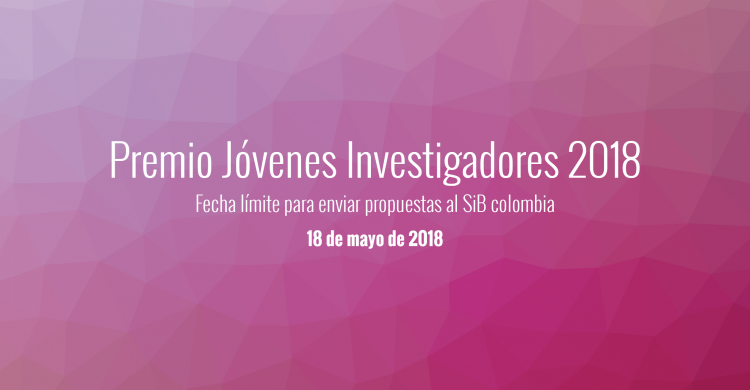 Premio Jóvenes Investigadores 2018
Fecha límite para enviar propuestas al SiB colombia
18 de mayo de 2018